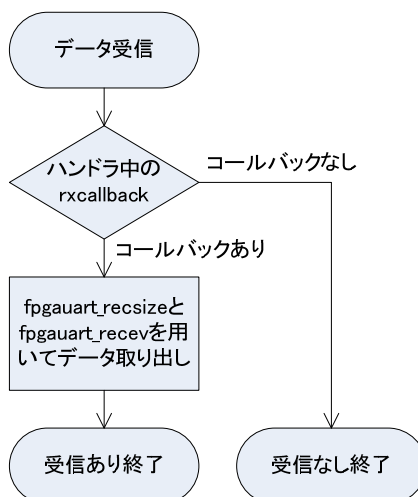 データ受信
ハンドラ中の
rxcallback
コールバックなし
コールバックあり
fpgauart_recsizeと
fpgauart_recevを用
いてデータ取り出し
受信あり終了
受信なし終了